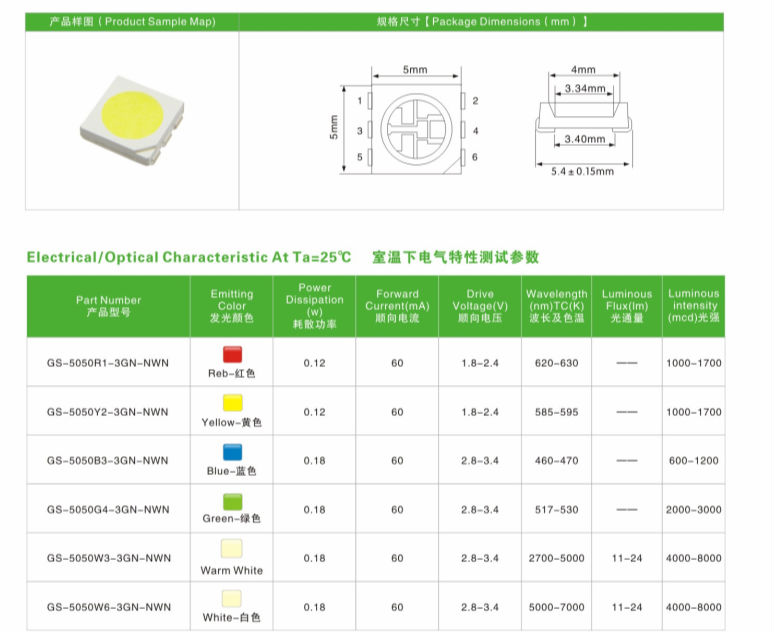 产品样图（Product Sample Map)
规格尺寸【Package Dimensions（mm）】
5mm
5mm
1
2
3
4
5
6
4mm
3.34mm
3.40mm
5.4±0.15mm
Electrical/Optical Characteristic At Ta=25℃ 室温下电气特性测试参数
Part Number
产品型号
Emitting
Color
发光颜色
Power
Dissipation
(w)
耗散功率
Forward
Current(mA)
顺向电流
Drive
Voltage(V)
顺向电压
Wavelength
(nm)TC(K)
波长及色温
Luminous
Flux(lm)
光通量
Luminous
intensity
(mcd)光强
GS-5050R1-3GN-NWN Reb-红色 0.12 60 1.8-2.4 620-630 —— 1000-1700
GS-5050Y2-3GN-NWN Yellow-黄色 0.12 60 1.8-2.4 585-595 —— 1000-1700
GS-5050B3-3GN-NWN Blue-蓝色 0.18 60 2.8-3.4 460-470 —— 600-1200
GS-5050G4-3GN-NWN Green-绿色 0.18 60 2.8-3.4 517-530 —— 2000-3000
GS-5050W3-3GN-NWN Warm White 0.18 60 2.8-3.4 2700-5000 11-24 4000-8000
GS-5050W6-3GN-NWN White-白色 0.18 60 2.8-3.4 5000-7000 11-24 4000-8000